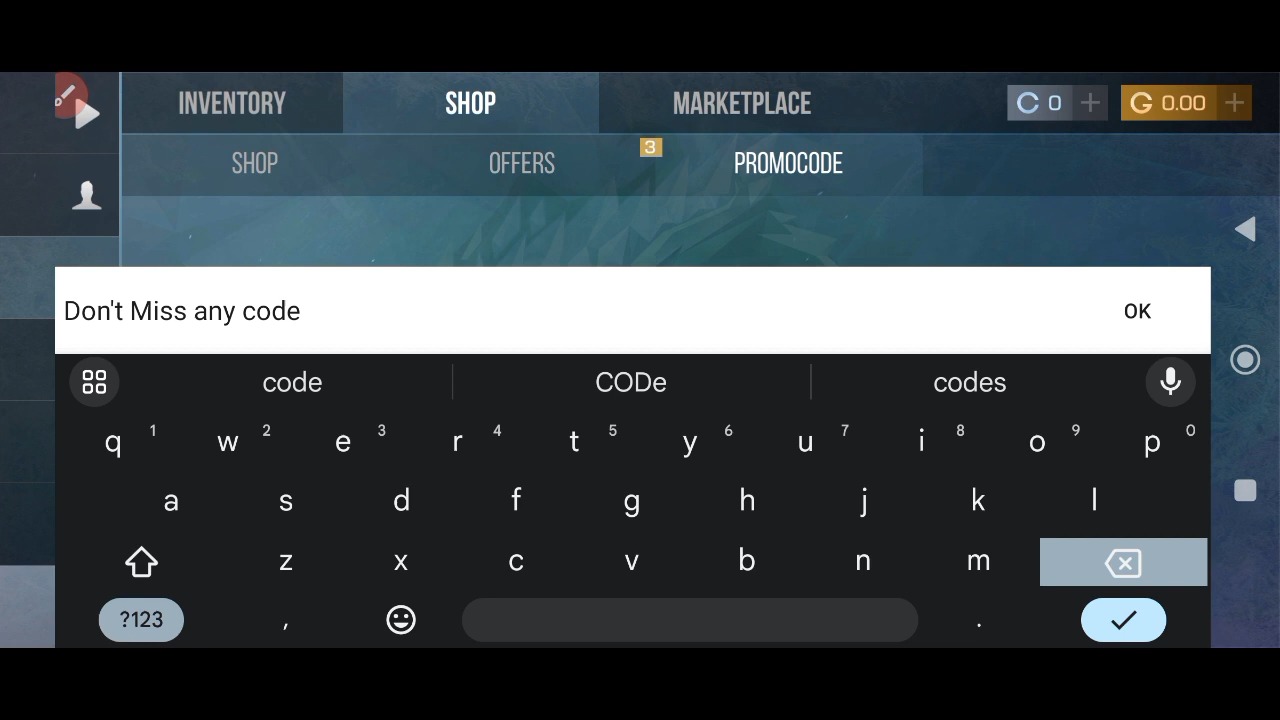 INVENTORY SHOP MARKETPLACE C 0 + G 0.00 +
SHOP OFFERS 3 PROMOCODE
Don't Miss any code OK
code CODe codes
q 1 w 2 e 3 r 4 t 5 y 6 u 7 i 8 o 9 p 0
a s d f g h j k l
z x c v b n m
?123 , .